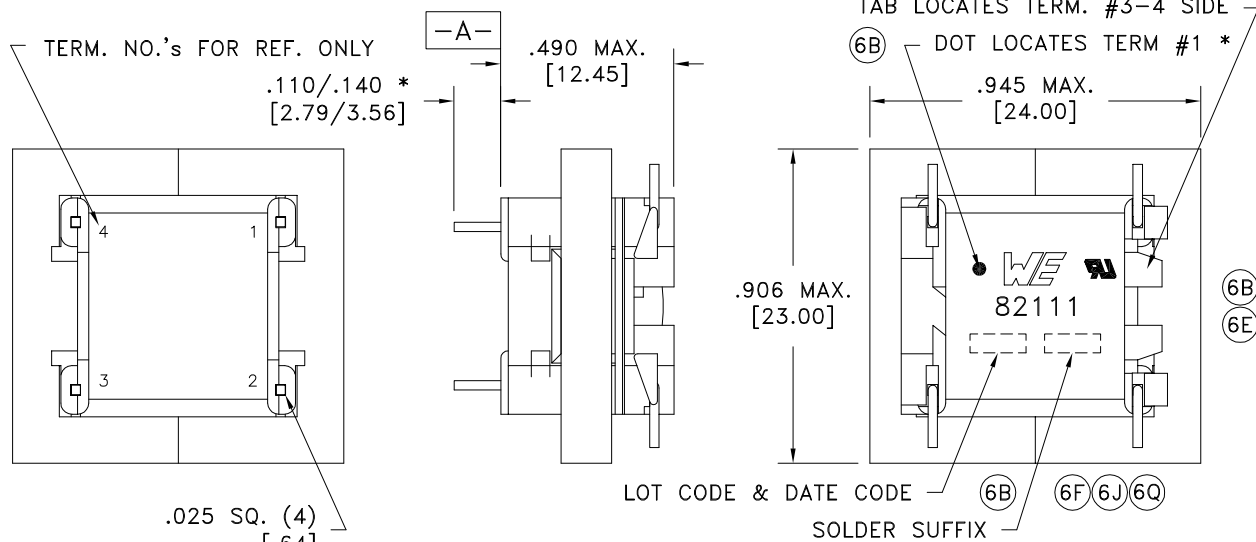 TERM. NO.'s FOR REF. ONLY
-A-
.490 MAX.
[12.45]
.110/.140 *
[2.79/3.56]
TAB LOCATES TERM. #3-4 SIDE
6B
DOT LOCATES TERM #1 *
.945 MAX.
[24.00]
4
1
3
2
.906 MAX.
[23.00]
WE
82111
6B
6E
LOT CODE & DATE CODE
6B
6F 6J 6Q
SOLDER SUFFIX
.025 SQ. (4)
[.64]